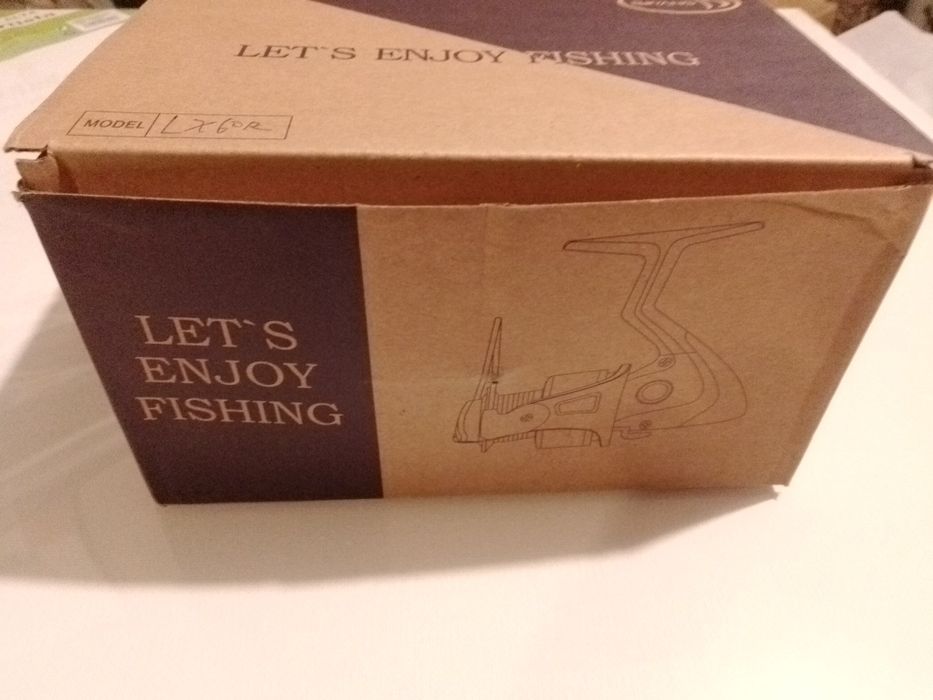 LET`S ENJOY FISHING
MODEL LX60R
LET`S
ENJOY
FISHING